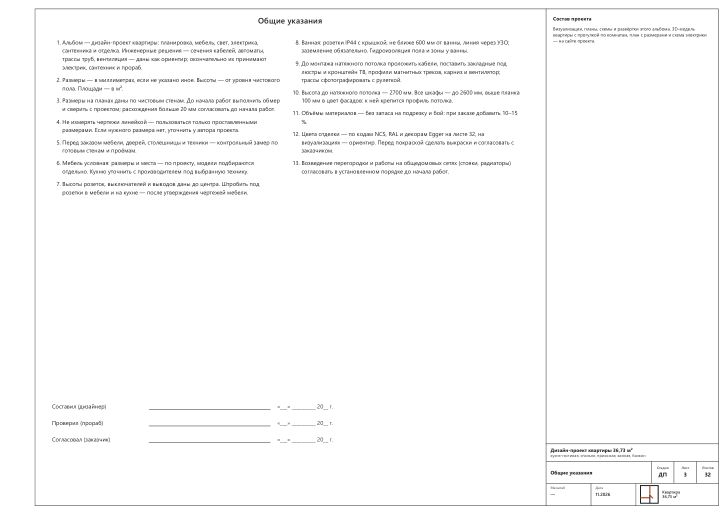 Общие указания
1. Альбом — дизайн-проект квартиры: планировка, мебель, свет, электрика,
сантехника и отделка. Инженерные решения — сечения кабелей, автоматы,
трассы труб, вентиляция — даны как ориентир: окончательно их принимают
электрик, сантехник и прораб.
2. Размеры — в миллиметрах, если не указано иное. Высоты — от уровня чистового
пола. Площади — в м².
3. Размеры на планах даны по чистовым стенам. До начала работ выполнить обмер
и сверить с проектом; расхождения больше 20 мм согласовать до начала работ.
4. Не измерять чертежи линейкой — пользоваться только проставленными
размерами. Если нужного размера нет, уточнить у автора проекта.
5. Перед заказом мебели, дверей, столешницы и техники — контрольный замер по
готовым стенам и проёмам.
6. Мебель условная: размеры и места — по проекту, модели подбираются
отдельно. Кухню уточнить с производителем под выбранную технику.
7. Высоты розеток, выключателей и выводов даны до центра. Штробить под
розетки в мебели и на кухне — после утверждения чертежей мебели.
8. Ванная: розетки IP44 с крышкой, не ближе 600 мм от ванны, линия через УЗО;
заземление обязательно. Гидроизоляция пола и зоны у ванны.
9. До монтажа натяжного потолка проложить кабели, поставить закладные под
люстры и кронштейн ТВ, профили магнитных треков, карниз и вентилятор;
трассы сфотографировать с рулеткой.
10. Высота до натяжного потолка — 2700 мм. Все шкафы — до 2600 мм, выше планка
100 мм в цвет фасадов: к ней крепится профиль потолка.
11. Объёмы материалов — без запаса на подрезку и бой: при заказе добавить 10–15
%.
12. Цвета отделки — по кодам NCS, RAL и декорам Egger на листе 32, на
визуализациях — ориентир. Перед покраской сделать выкраски и согласовать с
заказчиком.
13. Возведение перегородки и работы на общедомовых сетях (стояки, радиаторы)
согласовать в установленном порядке до начала работ.
Составил (дизайнер) «__» ________ 20__ г.
Проверил (прораб) «__» ________ 20__ г.
Согласовал (заказчик) «__» ________ 20__ г.
Состав проекта
Визуализации, планы, схемы и развёртки этого альбома. 3D-модель
квартиры с прогулкой по комнатам, план с размерами и схема электрики
— на сайте проекта.
Дизайн-проект квартиры 36,73 м²
Общие указания
Стадия
ДП
Лист
3
Листов
32
Масштаб
—
Дата
11.2026
Квартира
36,73 м²